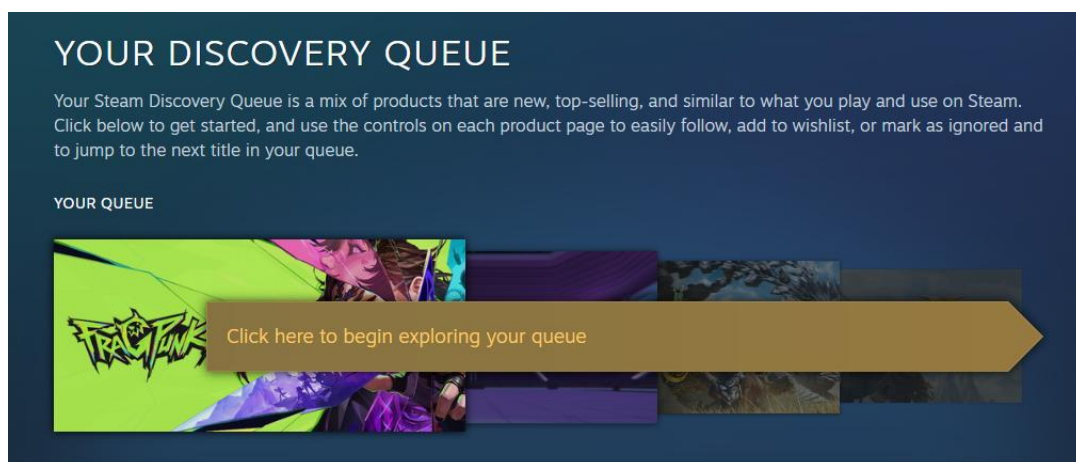 YOUR DISCOVERY QUEUE
Your Steam Discovery Queue is a mix of products that are new, top-selling, and similar to what you play and use on Steam.
Click below to get started, and use the controls on each product page to easily follow, add to wishlist, or mark as ignored and
to jump to the next title in your queue.
YOUR QUEUE
FRAGPUNK
Click here to begin exploring your queue